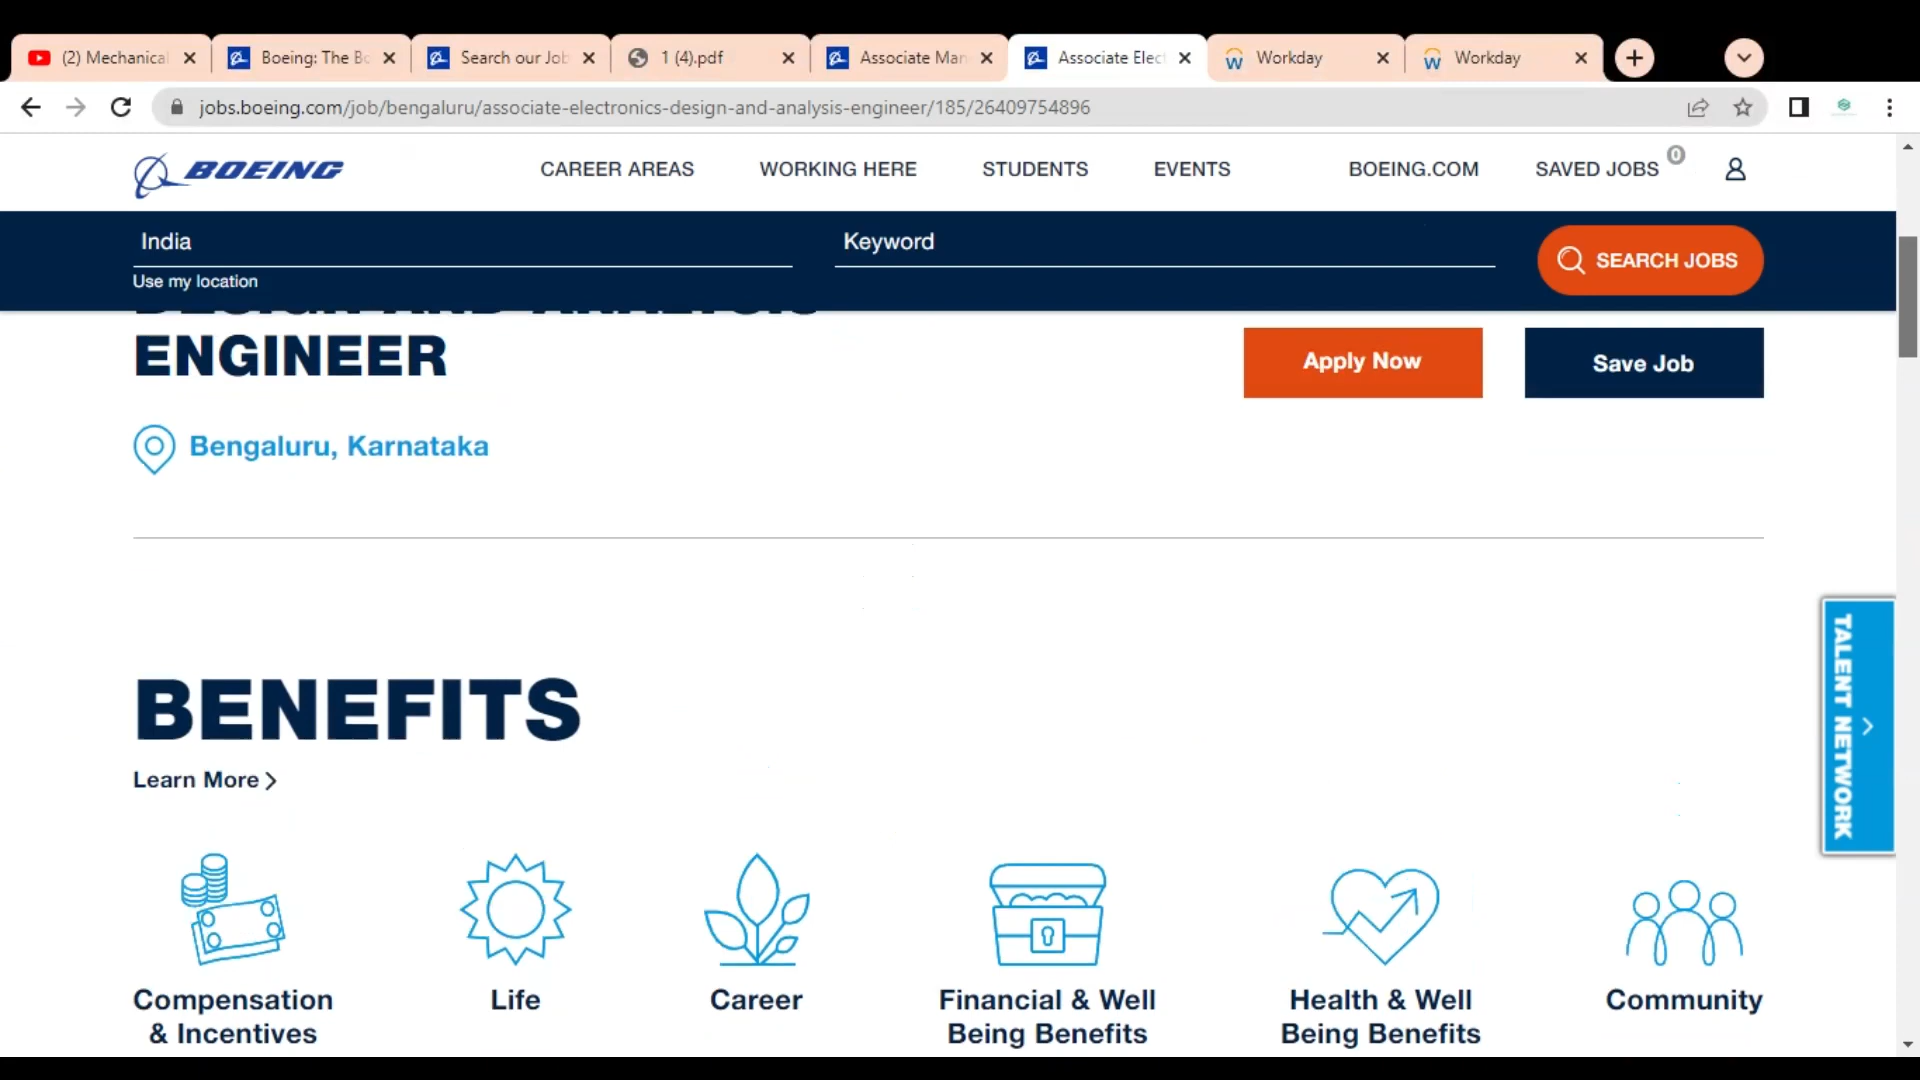 (2) Mechanica
Boeing: The Bo
Search our Job
1 (4).pdf
Associate Man
Associate Elect
Workday
Workday
jobs.boeing.com/job/bengaluru/associate-electronics-design-and-analysis-engineer/185/26409754896
BOEING
CAREER AREAS
WORKING HERE
STUDENTS
EVENTS
BOEING.COM
SAVED JOBS
0
India
Keyword
SEARCH JOBS
Use my location
DESIGN AND ANALYSIS
ENGINEER
Apply Now
Save Job
Bengaluru, Karnataka
BENEFITS
Learn More
TALENT NETWORK
Compensation
& Incentives
Life
Career
Financial & Well
Being Benefits
Health & Well
Being Benefits
Community